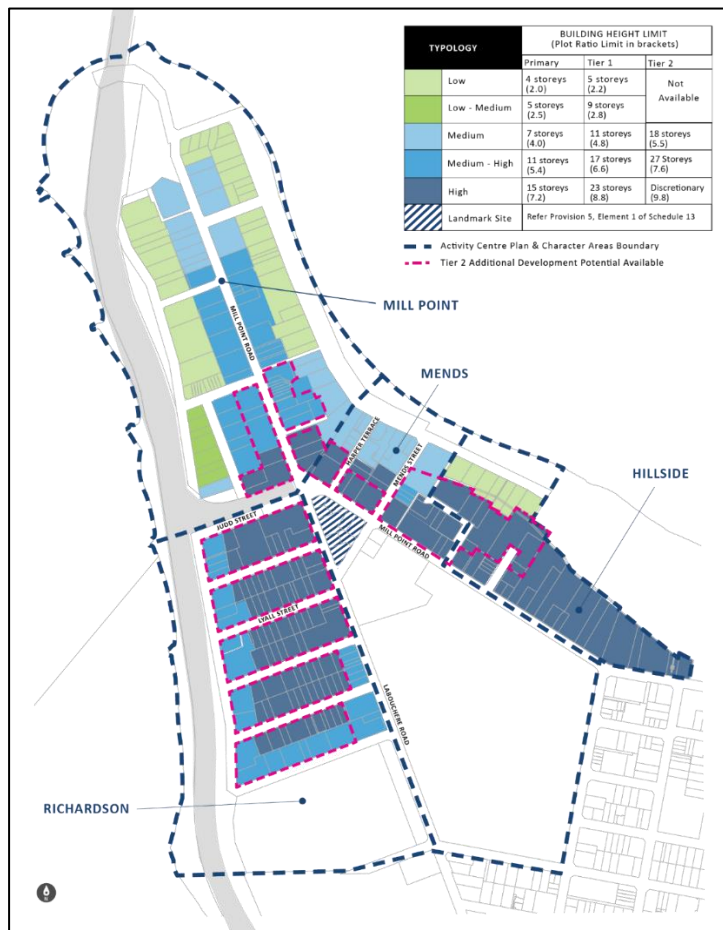 TYPOLOGY
BUILDING HEIGHT LIMIT
(Plot Ratio Limit in brackets)
Primary Tier 1 Tier 2
Low 4 storeys (2.0) 5 storeys (2.2) Not Available
Low - Medium 5 storeys (2.5) 9 storeys (2.8)
Medium 7 storeys (4.0) 11 storeys (4.8) 18 storeys (5.5)
Medium - High 11 storeys (5.4) 17 storeys (6.6) 27 Storeys (7.6)
High 15 storeys (7.2) 23 storeys (8.8) Discretionary (9.8)
Landmark Site Refer Provision 5, Element 1 of Schedule 13
Activity Centre Plan & Character Areas Boundary
Tier 2 Additional Development Potential Available
MILL POINT
MILL POINT ROAD
MENDS
HARPER TERRACE
MENDS STREET
HILLSIDE
JUDD STREET
MILL POINT ROAD
LYALL STREET
LABOUCHERE ROAD
RICHARDSON